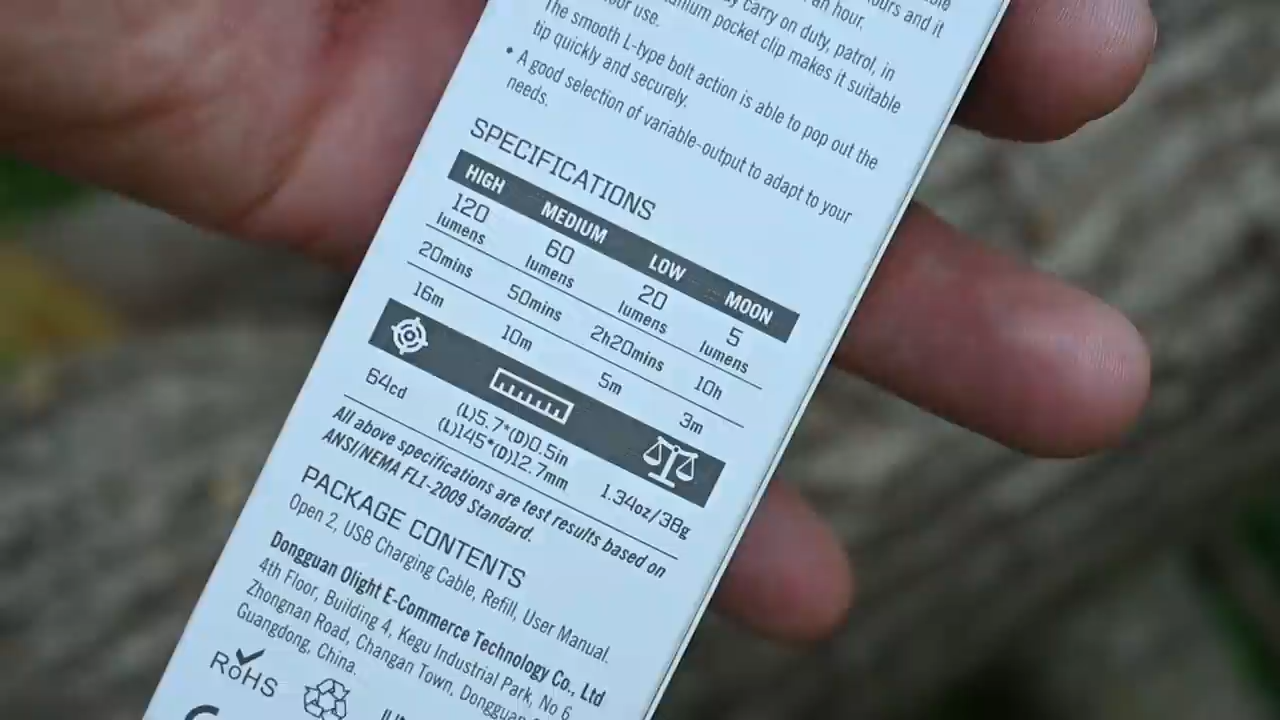 ours and it
an hour.
y carry on duty, patrol, in
pocket clip makes it suitable
our use.
The smooth L-type bolt action is able to pop out the
tip quickly and securely.
• A good selection of variable-output to adapt to your
needs.
SPECIFICATIONS
HIGH MEDIUM LOW MOON
120 lumens 60 lumens 20 lumens 5 lumens
20mins 50mins 2h20mins 10h
16m 10m 5m 3m
64cd (L)5.7*(D)0.5in 1.34oz/38g
(L)145*(D)12.7mm
All above specifications are test results based on
ANSI/NEMA FL1-2009 Standard.
PACKAGE CONTENTS
Open 2, USB Charging Cable, Refill, User Manual.
Dongguan Olight E-Commerce Technology Co., Ltd
4th Floor, Building 4, Kegu Industrial Park, No 6
Zhongnan Road, Changan Town, Dongguan
Guangdong, China.
RoHS